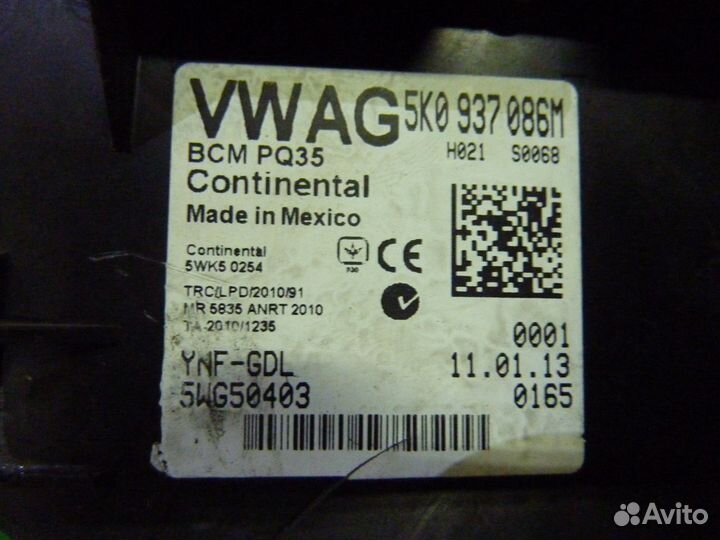 VWAG 5K0 937 086M
BCM PQ35 H021 S0068
Continental
Made in Mexico
Continental
5WK5 0254
CE
TRC/LPD/2010/91
MR 5835 ANRT 2010
TA-2010/1235
0001
YNF-GDL 11.01.13
5WG50403 0165
Avito